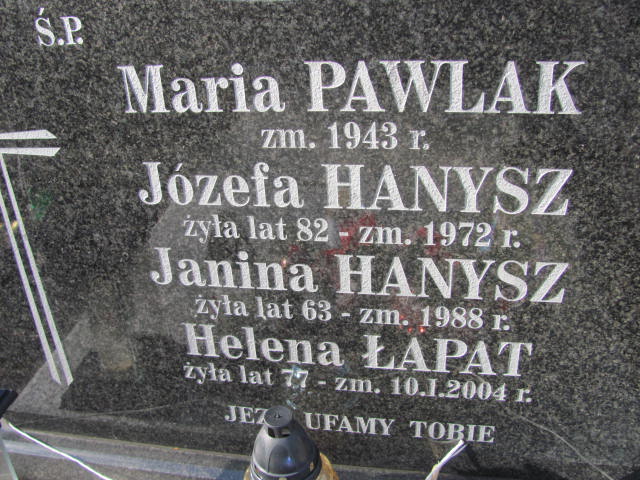 Ś.P.
Maria PAWLAK
zm. 1943 r.
Józefa HANYSZ
żyła lat 82 - zm. 1972 r.
Janina HANYSZ
żyła lat 63 - zm. 1988 r.
Helena ŁAPAT
żyła lat 77 - zm. 10.I.2004 r.
UFAMY TOBIE